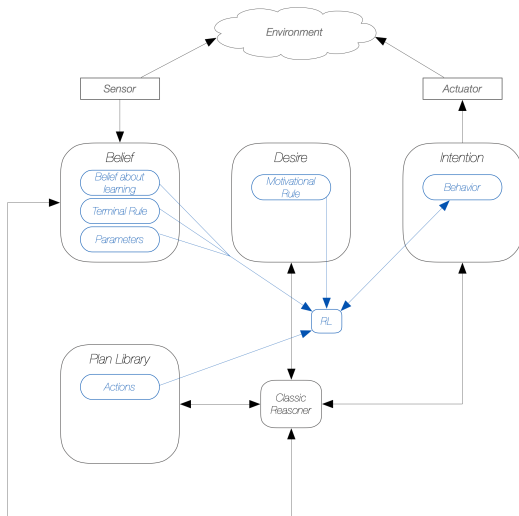 Environment
Sensor
Actuator
Belief
Desire
Intention
Belief about
learning
Motivational
Rule
Behavior
Terminal Rule
Parameters
RL
Plan Library
Actions
Classic
Reasoner